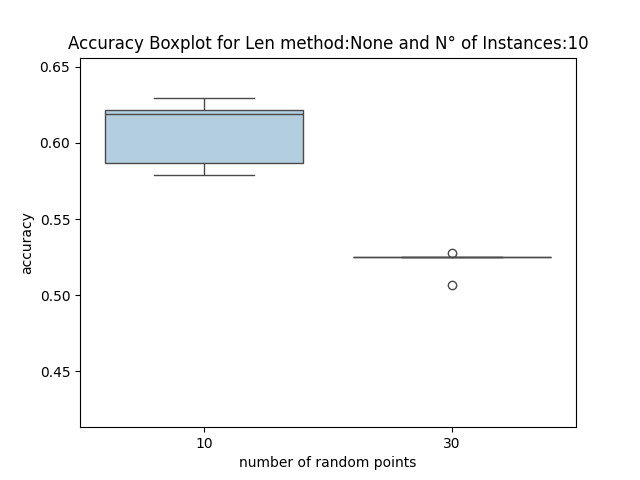 Accuracy Boxplot for Len method:None and N° of Instances:10
0.65
0.60
0.55
0.50
0.45
accuracy
10
30
number of random points